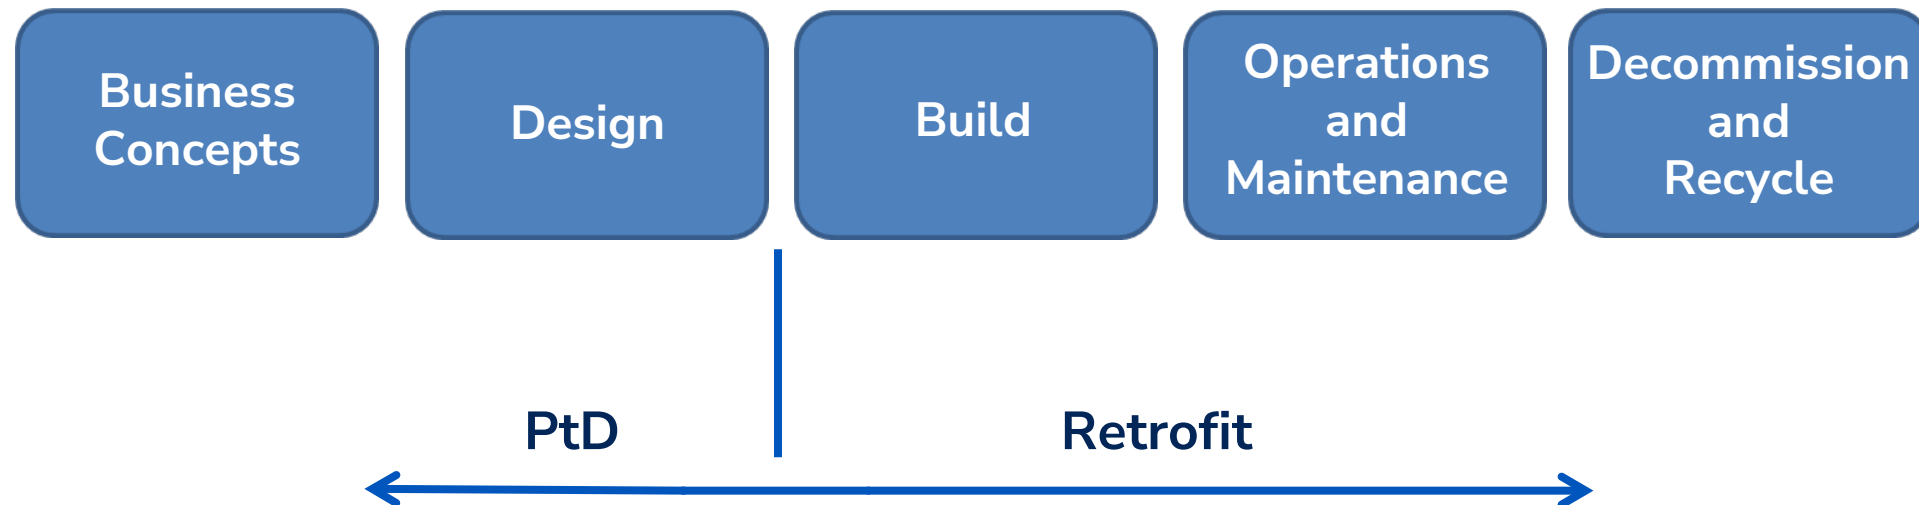 Business
Concepts
Design
Build
Operations
and
Maintenance
Decommission
and
Recycle
PtD
Retrofit